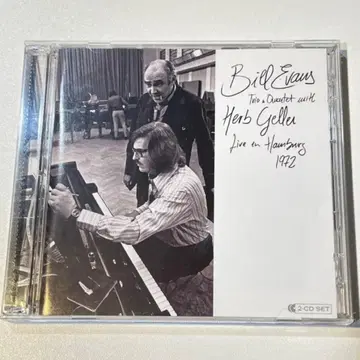 Bill Evans
Trio & Quartet with
Herb Geller
Live in Hamburg
1972
2-CD SET